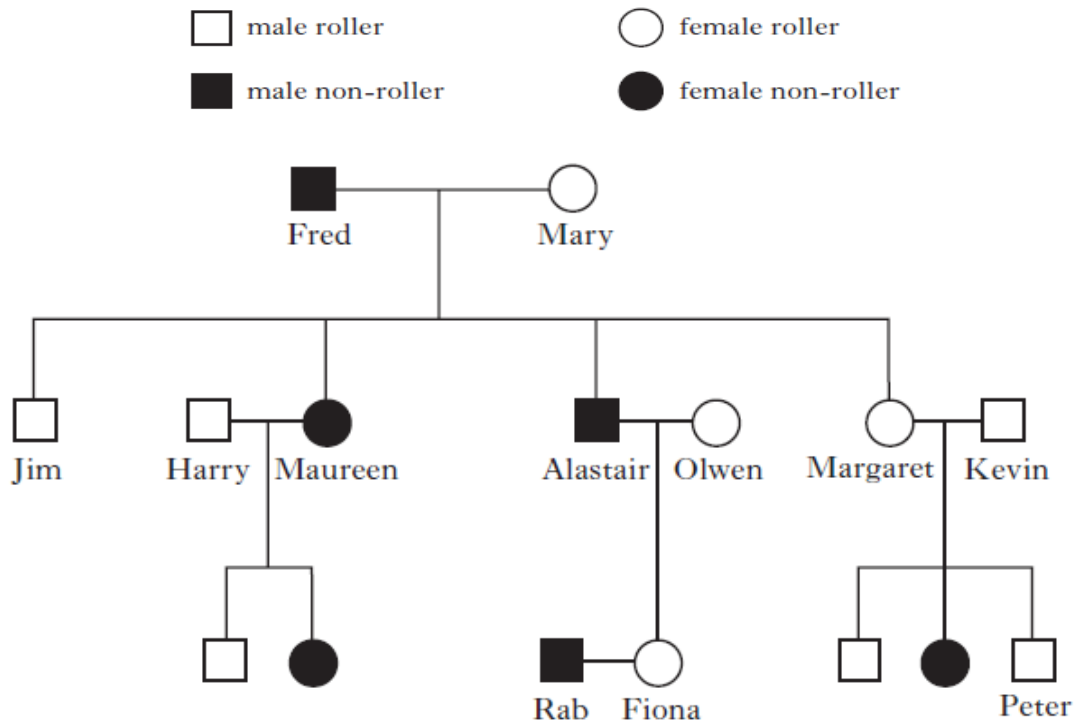 male roller female roller
male non-roller female non-roller
Fred Mary
Jim Harry Maureen Alastair Olwen Margaret Kevin
Rab Fiona Peter